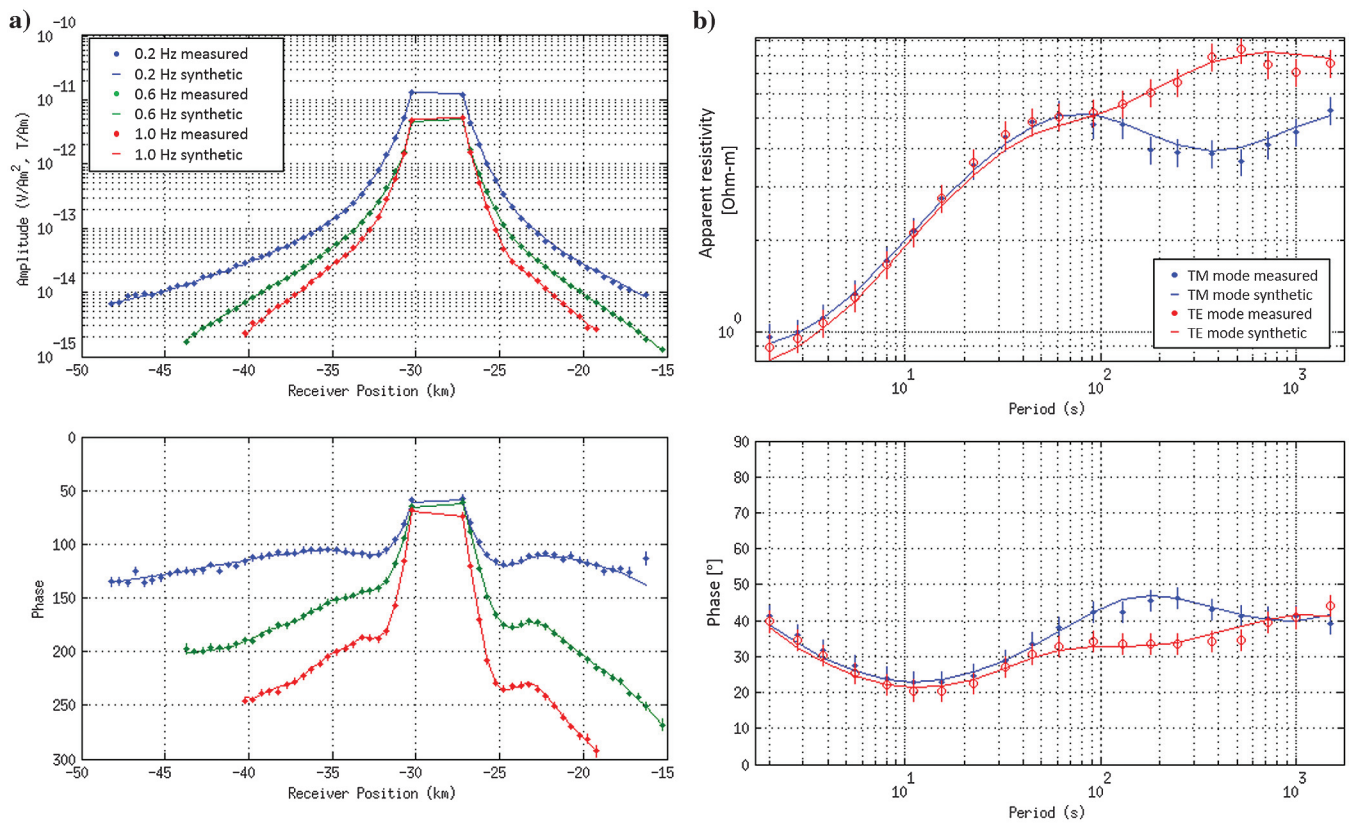 a)
10 -10
10 -11
10 -12
10 -13
10 -14
10 -15
Amplitude (V/Am², T/Am)
0.2 Hz measured
0.2 Hz synthetic
0.6 Hz measured
0.6 Hz synthetic
1.0 Hz measured
1.0 Hz synthetic
−50 −45 −40 −35 −30 −25 −20 −15
Receiver Position (km)
0
50
100
150
200
250
300
Phase
−50 −45 −40 −35 −30 −25 −20 −15
Receiver Position (km)
b)
Apparent resistivity
[Ohm-m]
10 0
TM mode measured
TM mode synthetic
TE mode measured
TE mode synthetic
10 1 10 2 10 3
Period (s)
90
80
70
60
50
40
30
20
10
0
Phase [°]
10 1 10 2 10 3
Period (s)